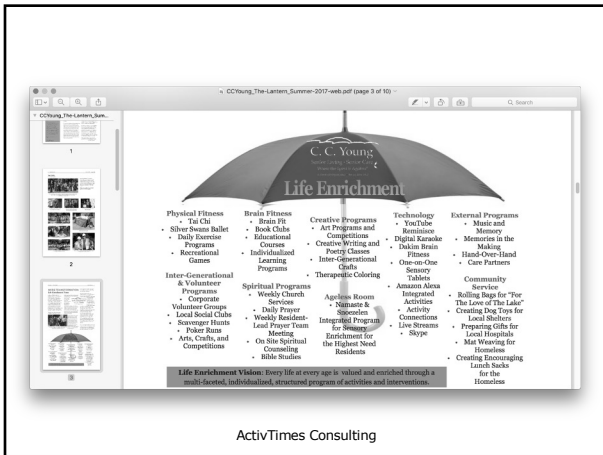 CCYoung_The-Lantern_Summer-2017-web.pdf (page 3 of 10)
Search
CCYoung_The-Lantern_Sum...
1
2
3
C. C. Young
Life Enrichment
Physical Fitness
• Tai Chi
• Silver Swans Ballet
• Daily Exercise
Programs
• Recreational
Games
Inter-Generational
& Volunteer
Programs
• Corporate
Volunteer Groups
• Local Social Clubs
• Scavenger Hunts
• Poker Runs
• Arts, Crafts, and
Competitions
Brain Fitness
• Brain Fit
• Book Clubs
• Educational
Courses
• Individualized
Learning
Programs
Spiritual Programs
• Weekly Church
Services
• Daily Prayer
• Weekly Resident-
Lead Prayer Team
Meeting
• On Site Spiritual
Counseling
• Bible Studies
Creative Programs
• Art Programs and
Competitions
• Creative Writing and
Poetry Classes
• Inter-Generational
Crafts
• Therapeutic Coloring
Ageless Room
• Namaste &
Snoezelen
Integrated Program
for Sensory
Enrichment for
the Highest Need
Residents
Technology
• YouTube
Reminisce
• Digital Karaoke
• Dakim Brain
Fitness
• One-on-One
Sensory
Tablets
• Amazon Alexa
Integrated
Activities
• Activity
Connections
• Live Streams
• Skype
External Programs
• Music and
Memory
• Memories in the
Making
• Hand-Over-Hand
• Care Partners
Community
Service
• Rolling Bags for "For
The Love of The Lake"
• Creating Dog Toys for
Local Shelters
• Preparing Gifts for
Local Hospitals
• Mat Weaving for
Homeless
• Creating Encouraging
Lunch Sacks
for the
Homeless
Life Enrichment Vision: Every life at every age is valued and enriched through a
multi-faceted, individualized, structured program of activities and interventions.
ActivTimes Consulting